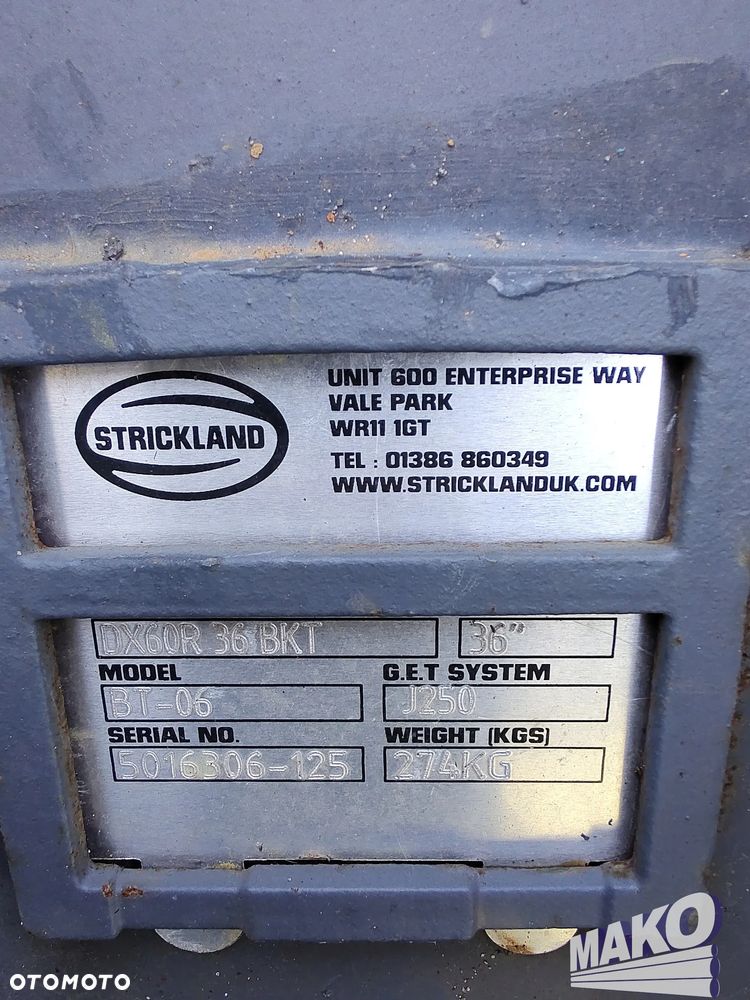 STRICKLAND
UNIT 600 ENTERPRISE WAY
VALE PARK
WR11 1GT
TEL : 01386 860349
WWW.STRICKLANDUK.COM
DX60R 36 BKT 36"
MODEL G.E.T SYSTEM
BT-06 J250
SERIAL NO. WEIGHT (KGS)
5016306-125 274KG
MAKO
OTOMOTO